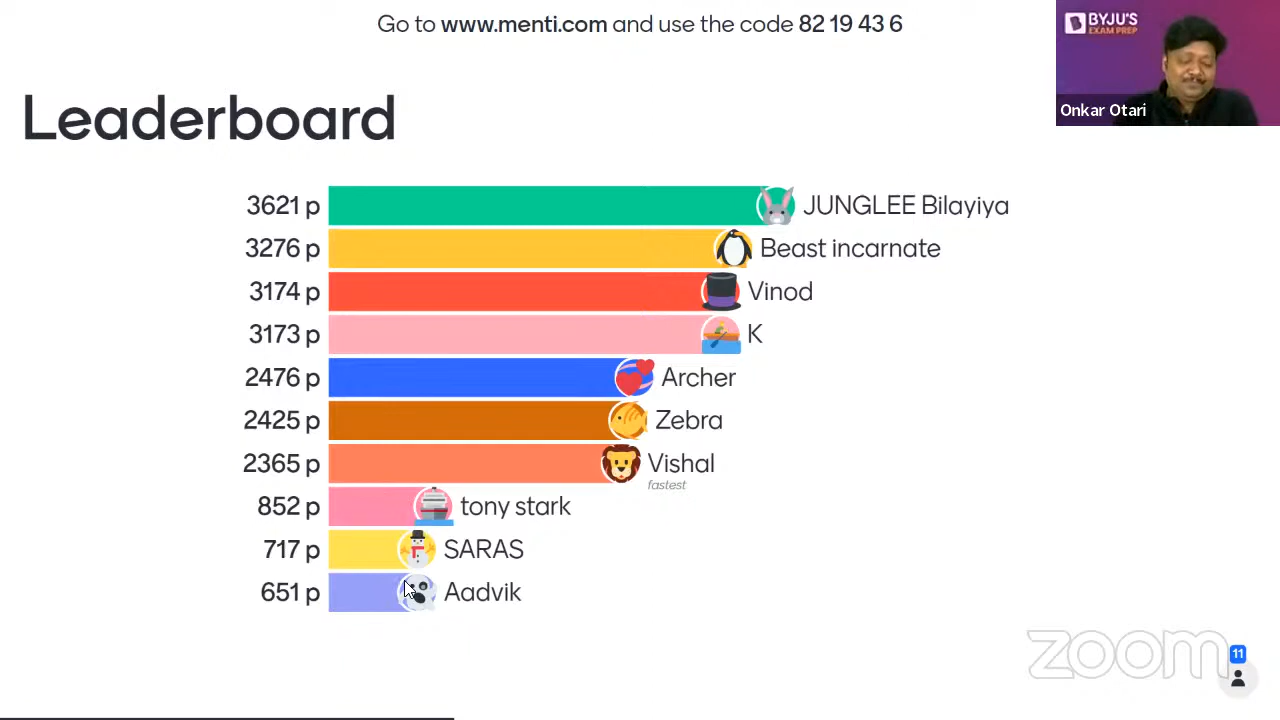 Go to www.menti.com and use the code 82 19 43 6
BYJU'S
EXAM PREP
Onkar Otari
Leaderboard
3621 p JUNGLEE Bilayiya
3276 p Beast incarnate
3174 p Vinod
3173 p K
2476 p Archer
2425 p Zebra
2365 p Vishal
fastest
852 p tony stark
717 p SARAS
651 p Aadvik
zoom
11